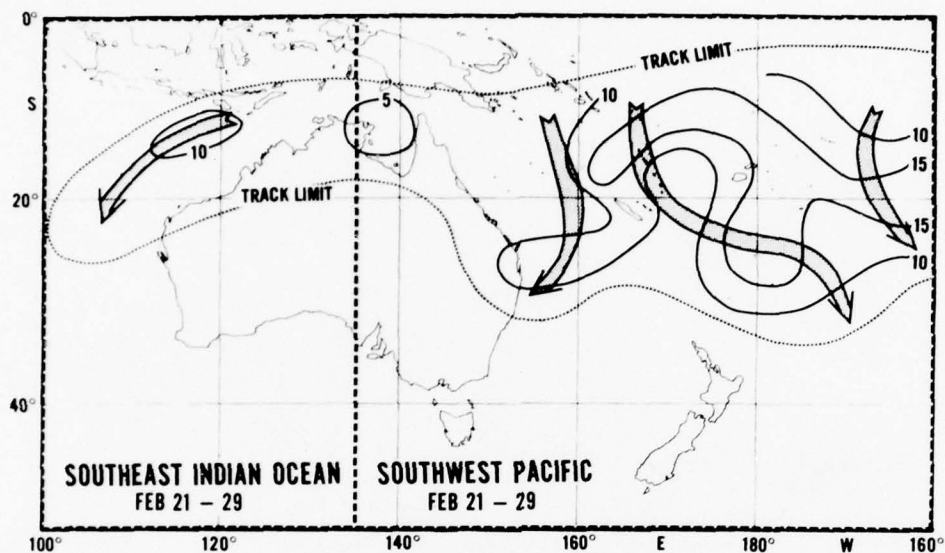 0°
TRACK LIMIT
5
10
10
S
10
15
TRACK LIMIT
20°
15
10
40°
SOUTHEAST INDIAN OCEAN
FEB 21 – 29
SOUTHWEST PACIFIC
FEB 21 – 29
100° 120° 140° 160° E 180° W 160°